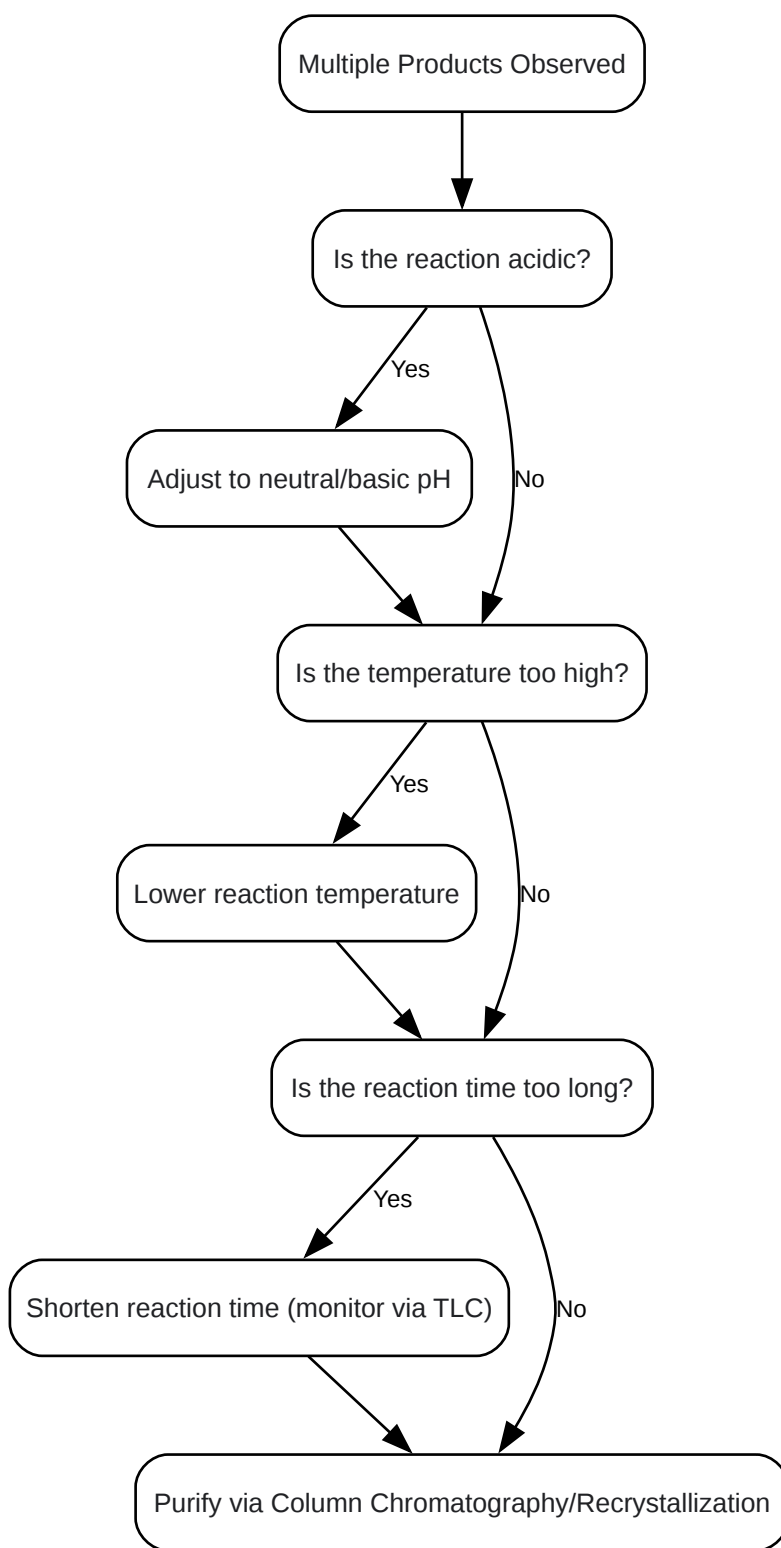 Multiple Products Observed
Is the reaction acidic?
Yes
Adjust to neutral/basic pH
No
Is the temperature too high?
Yes
Lower reaction temperature
No
Is the reaction time too long?
Yes
Shorten reaction time (monitor via TLC)
No
Purify via Column Chromatography/Recrystallization